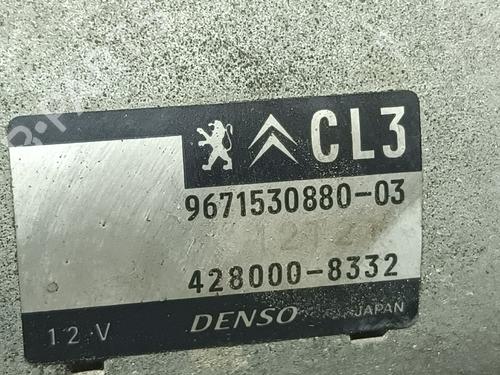 CL3
9671530880-03
428000-8332
12 V
DENSO
JAPAN